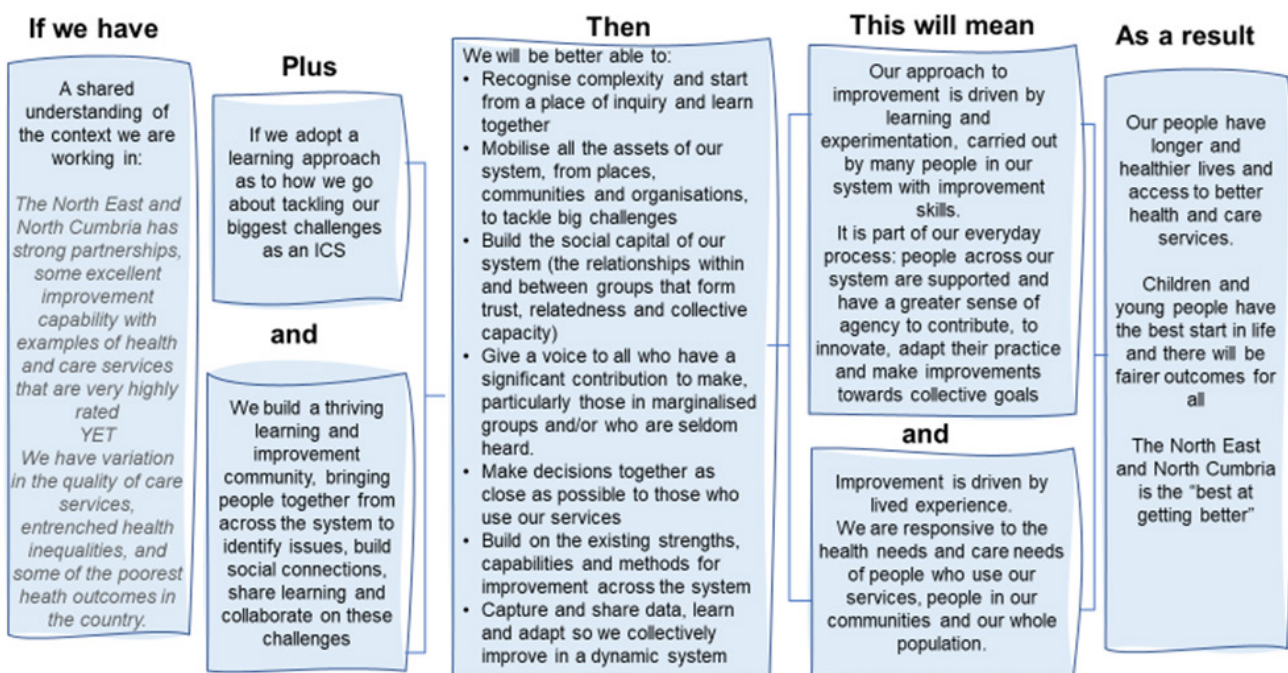 If we have
A shared
understanding of
the context we are
working in:
The North East and
North Cumbria has
strong partnerships,
some excellent
improvement
capability with
examples of health
and care services
that are very highly
rated
YET
We have variation
in the quality of care
services,
entrenched health
inequalities, and
some of the poorest
heath outcomes in
the country.
Plus
If we adopt a
learning approach
as to how we go
about tackling our
biggest challenges
as an ICS
and
We build a thriving
learning and
improvement
community, bringing
people together from
across the system to
identify issues, build
social connections,
share learning and
collaborate on these
challenges
Then
We will be better able to:
• Recognise complexity and start
from a place of inquiry and learn
together
• Mobilise all the assets of our
system, from places,
communities and organisations,
to tackle big challenges
• Build the social capital of our
system (the relationships within
and between groups that form
trust, relatedness and collective
capacity)
• Give a voice to all who have a
significant contribution to make,
particularly those in marginalised
groups and/or who are seldom
heard.
• Make decisions together as
close as possible to those who
use our services
• Build on the existing strengths,
capabilities and methods for
improvement across the system
• Capture and share data, learn
and adapt so we collectively
improve in a dynamic system
This will mean
Our approach to
improvement is driven by
learning and
experimentation, carried out
by many people in our
system with improvement
skills.
It is part of our everyday
process: people across our
system are supported and
have a greater sense of
agency to contribute, to
innovate, adapt their practice
and make improvements
towards collective goals
and
Improvement is driven by
lived experience.
We are responsive to the
health needs and care needs
of people who use our
services, people in our
communities and our whole
population.
As a result
Our people have
longer and
healthier lives and
access to better
health and care
services.
Children and
young people have
the best start in life
and there will be
fairer outcomes for
all
The North East
and North Cumbria
is the “best at
getting better”